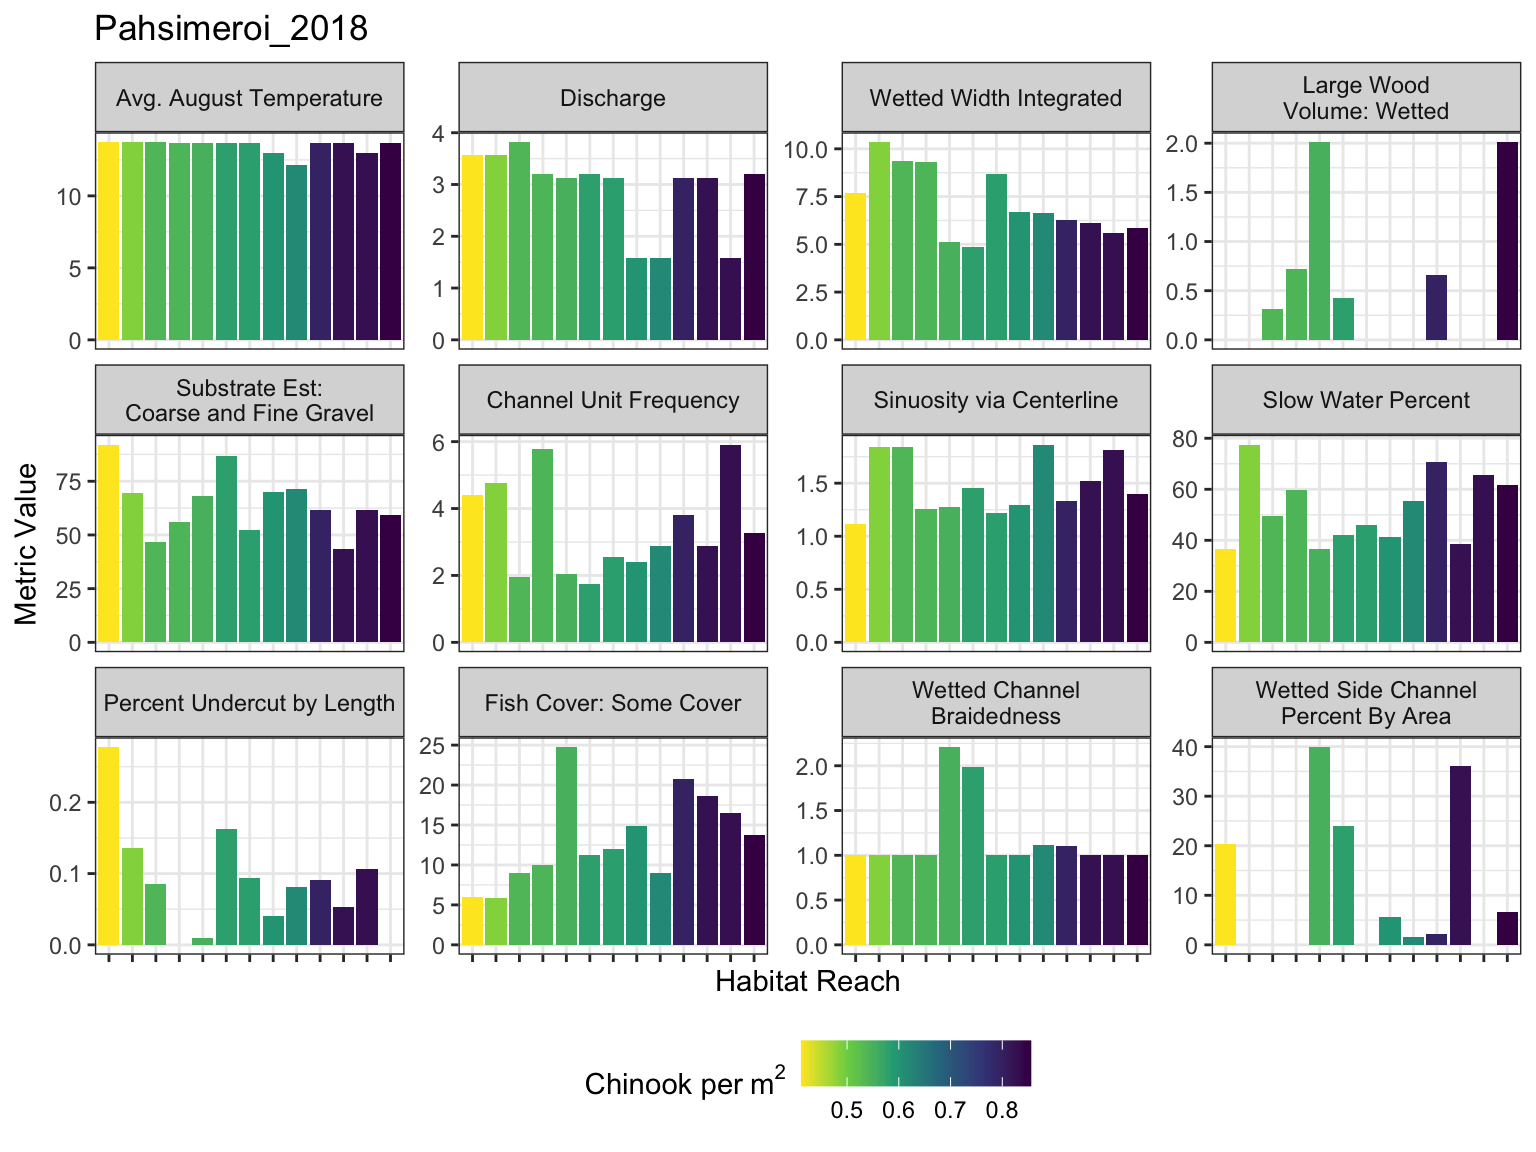 Pahsimeroi_2018
Avg. August Temperature
Discharge
Wetted Width Integrated
Large Wood
Volume: Wetted
0
5
10
0
1
2
3
4
0.0
2.5
5.0
7.5
10.0
0.0
0.5
1.0
1.5
2.0
Substrate Est:
Coarse and Fine Gravel
Channel Unit Frequency
Sinuosity via Centerline
Slow Water Percent
0
25
50
75
0
2
4
6
0.0
0.5
1.0
1.5
0
20
40
60
80
Percent Undercut by Length
Fish Cover: Some Cover
Wetted Channel
Braidedness
Wetted Side Channel
Percent By Area
0.0
0.1
0.2
0
5
10
15
20
25
0.0
0.5
1.0
1.5
2.0
0
10
20
30
40
Metric Value
Habitat Reach
Chinook per m²
0.5 0.6 0.7 0.8